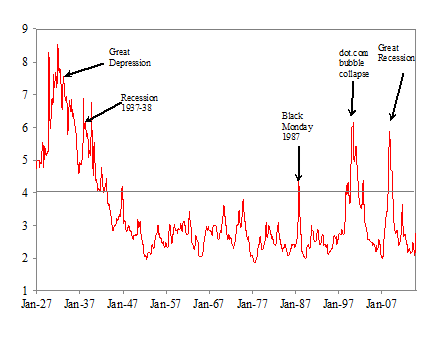 9
8
7
6
5
4
3
2
1
Great
Depression
Recession
1937-38
Black
Monday
1987
dot.com
bubble
collapse
Great
Recession
Jan-27 Jan-37 Jan-47 Jan-57 Jan-67 Jan-77 Jan-87 Jan-97 Jan-07